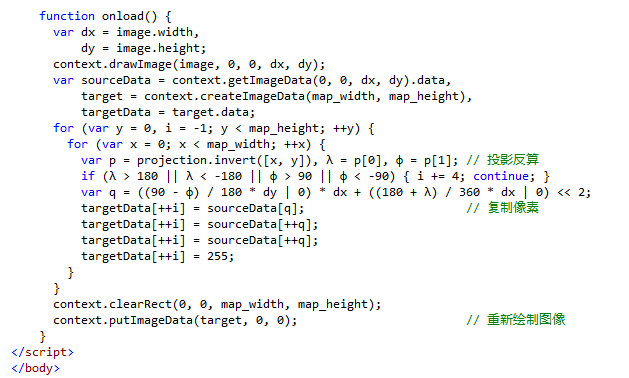 function onload() {
  var dx = image.width,
      dy = image.height;
  context.drawImage(image, 0, 0, dx, dy);
  var sourceData = context.getImageData(0, 0, dx, dy).data,
      target = context.createImageData(map_width, map_height),
      targetData = target.data;
  for (var y = 0, i = -1; y < map_height; ++y) {
    for (var x = 0; x < map_width; ++x) {
      var p = projection.invert([x, y]), λ = p[0], φ = p[1]; // 投影反算
      if (λ > 180 || λ < -180 || φ > 90 || φ < -90) { i += 4; continue; }
      var q = ((90 - φ) / 180 * dy | 0) * dx + ((180 + λ) / 360 * dx | 0) << 2;
      targetData[++i] = sourceData[q];                     // 复制像素
      targetData[++i] = sourceData[++q];
      targetData[++i] = sourceData[++q];
      targetData[++i] = 255;
    }
  }
  context.clearRect(0, 0, map_width, map_height);
  context.putImageData(target, 0, 0);                        // 重新绘制图像
}
</script>
</body>